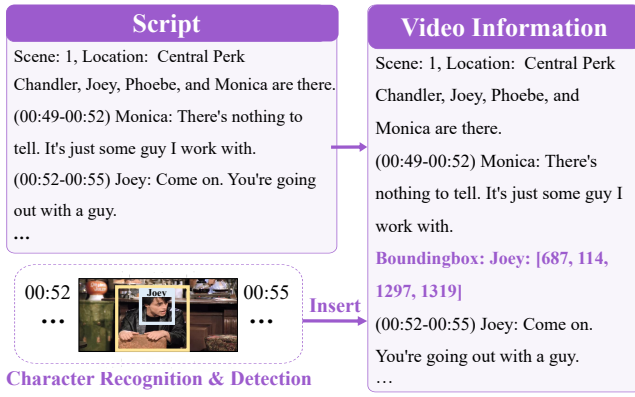 Script
Scene: 1, Location:  Central Perk
Chandler, Joey, Phoebe, and Monica are there.
(00:49-00:52) Monica: There's nothing to
tell. It's just some guy I work with.
(00:52-00:55) Joey: Come on. You're going
out with a guy.
...
00:52
...
Joey
00:55
...
Character Recognition & Detection
Insert
Video Information
Scene: 1, Location:  Central Perk
Chandler, Joey, Phoebe, and
Monica are there.
(00:49-00:52) Monica: There's
nothing to tell. It's just some guy I
work with.
Boundingbox: Joey: [687, 114,
1297, 1319]
(00:52-00:55) Joey: Come on.
You're going out with a guy.
...